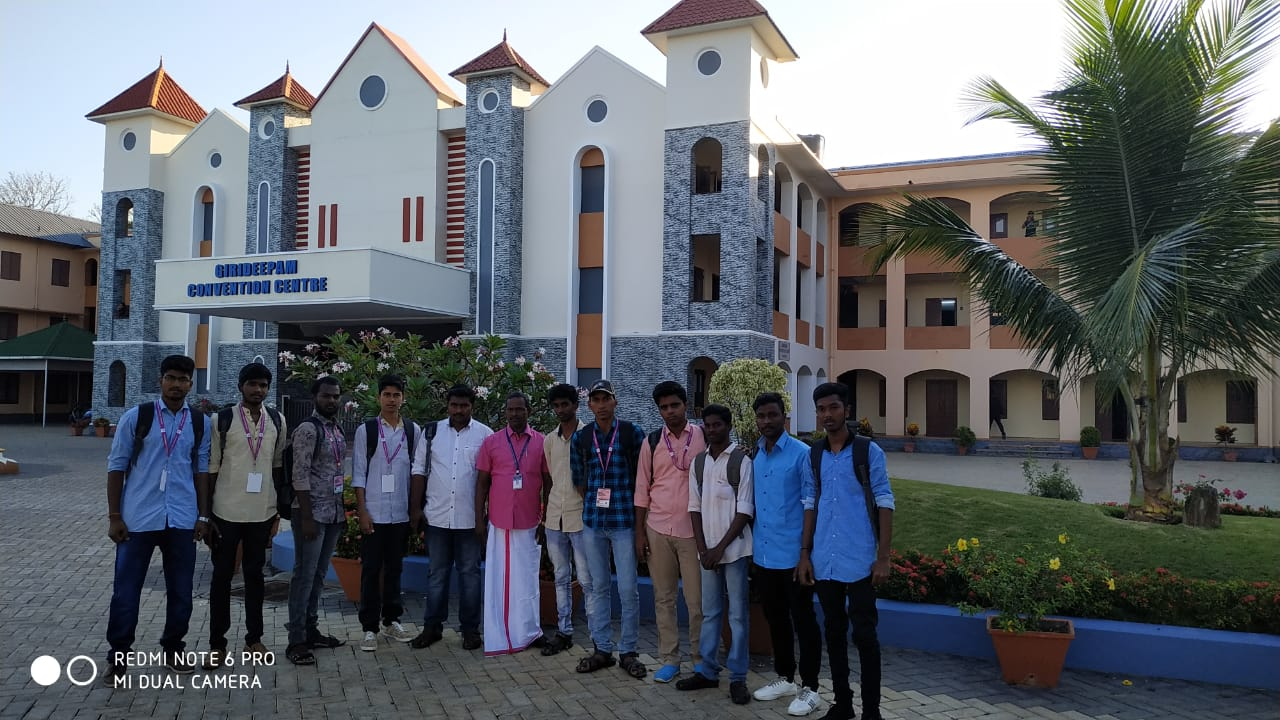 GIRIDEEPAM
CONVENTION CENTRE
REDMI NOTE 6 PRO
MI DUAL CAMERA